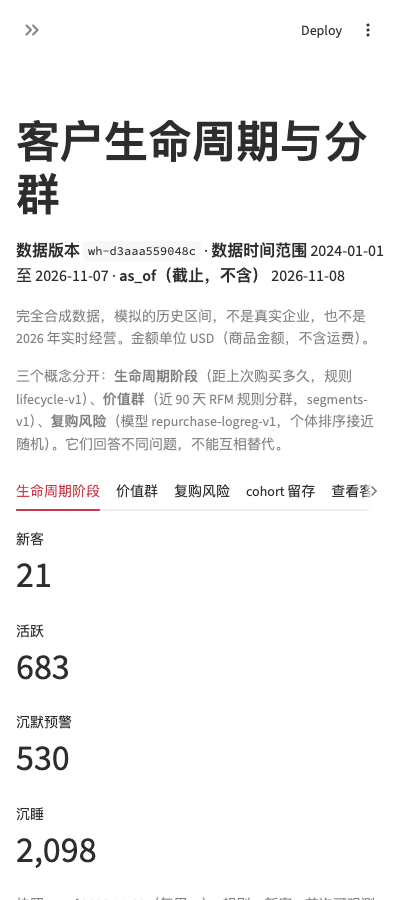 Deploy
客户生命周期与分
群
数据版本 wh-d3aaa559048c · 数据时间范围 2024-01-01
至 2026-11-07 · as_of（截止，不含） 2026-11-08
完全合成数据，模拟的历史区间，不是真实企业，也不是
2026 年实时经营。金额单位 USD（商品金额，不含运费）。
三个概念分开：生命周期阶段（距上次购买多久，规则
lifecycle-v1）、价值群（近 90 天 RFM 规则分群，segments-
v1）、复购风险（模型 repurchase-logreg-v1，个体排序接近
随机）。它们回答不同问题，不能互相替代。
生命周期阶段 价值群 复购风险 cohort 留存 查看
新客
21
活跃
683
沉默预警
530
沉睡
2,098